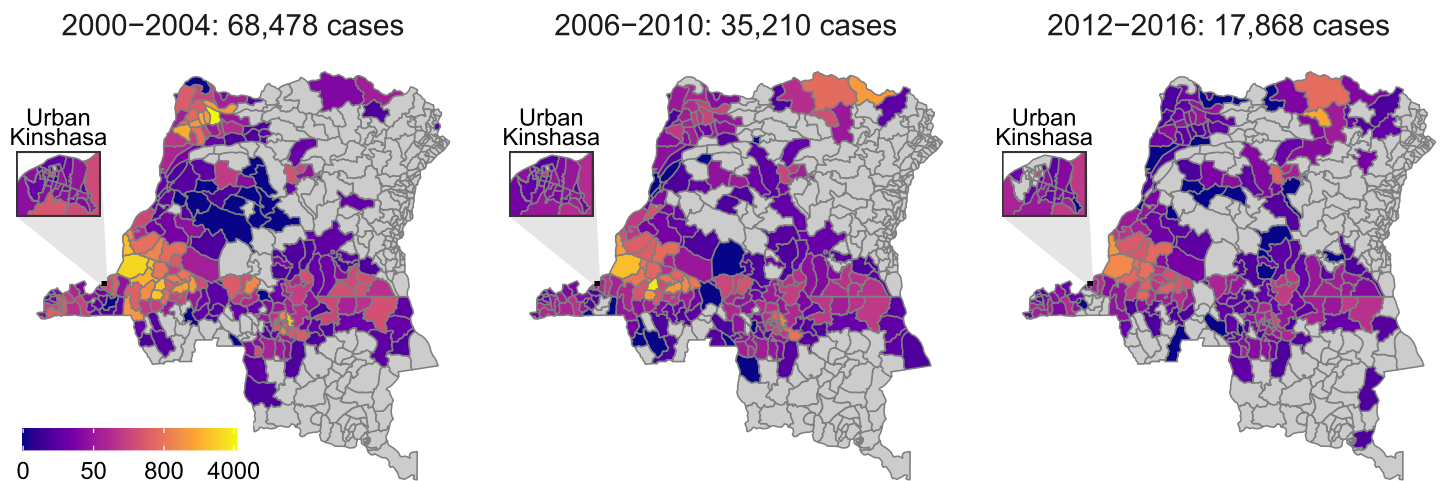 2000−2004: 68,478 cases
2006−2010: 35,210 cases
2012−2016: 17,868 cases
Urban
Kinshasa
Urban
Kinshasa
Urban
Kinshasa
0 50 800 4000